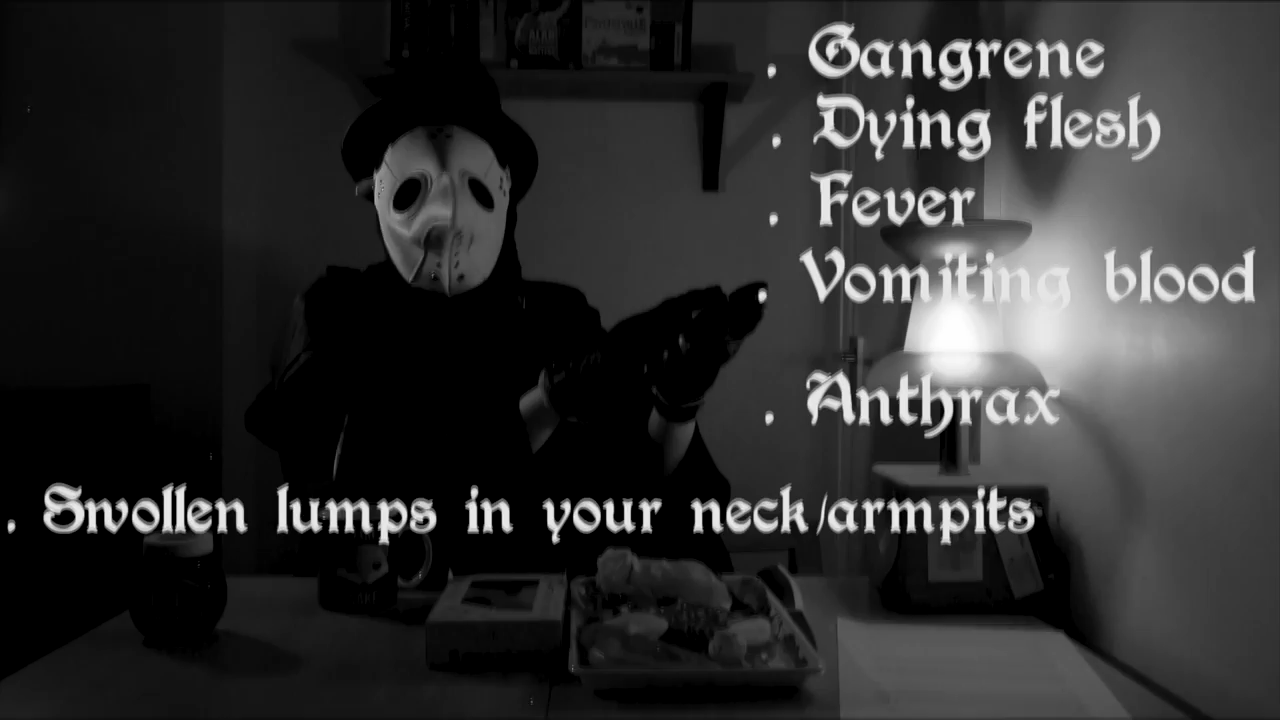 . Gangrene
. Dying flesh
. Fever
. Vomiting blood
. Anthrax
. Swollen lumps in your neck/armpits